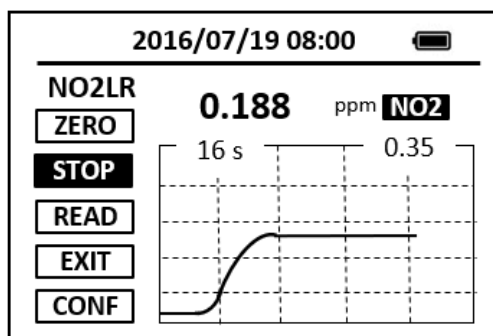 2016/07/19 08:00
NO2LR
0.188 ppm NO2
ZERO
16 s 0.35
STOP
READ
EXIT
CONF